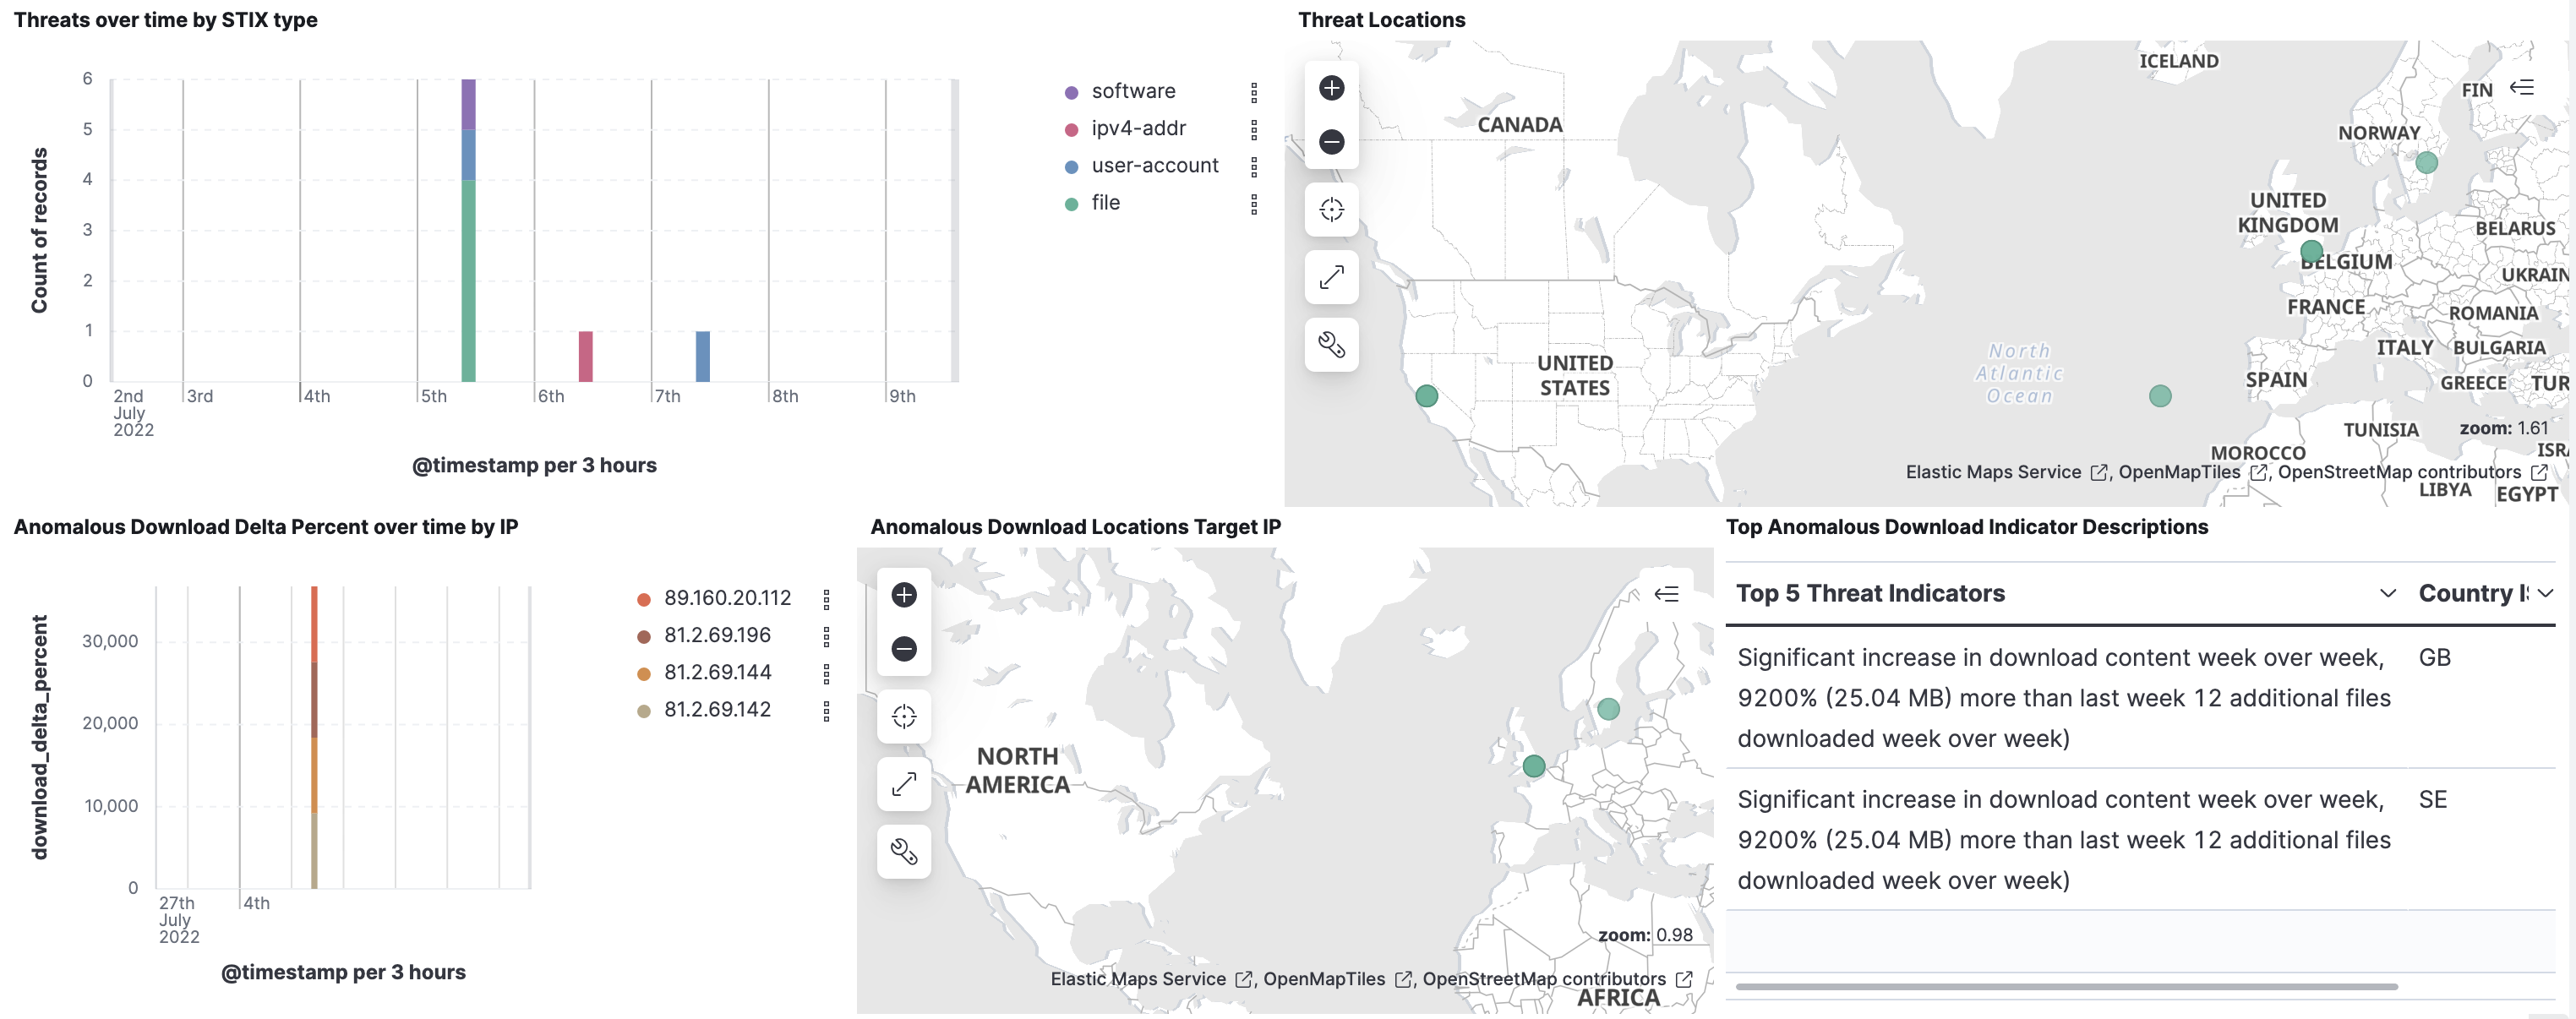 Threats over time by STIX type
6
5
4
3
2
1
0
Count of records
2nd
July
2022
3rd
4th
5th
6th
7th
8th
9th
@timestamp per 3 hours
software
ipv4-addr
user-account
file
Threat Locations
ICELAND
FIN
CANADA
NORWAY
UNITED
KINGDOM
BELARUS
BELGIUM
UKRAIN
FRANCE
ROMANIA
North
Atlantic
Ocean
ITALY
BULGARIA
UNITED
STATES
SPAIN
GREECE
TUR
TUNISIA
zoom: 1.61
MOROCCO
ISRA
Elastic Maps Service , OpenMapTiles , OpenStreetMap contributors
LIBYA
EGYPT
Anomalous Download Delta Percent over time by IP
30,000
20,000
10,000
0
download_delta_percent
27th
July
2022
4th
@timestamp per 3 hours
89.160.20.112
81.2.69.196
81.2.69.144
81.2.69.142
Anomalous Download Locations Target IP
NORTH
AMERICA
zoom: 0.98
Elastic Maps Service , OpenMapTiles , OpenStreetMap contributors
AFRICA
Top Anomalous Download Indicator Descriptions
Top 5 Threat Indicators
Country
Significant increase in download content week over week,
9200% (25.04 MB) more than last week 12 additional files
downloaded week over week)
GB
Significant increase in download content week over week,
9200% (25.04 MB) more than last week 12 additional files
downloaded week over week)
SE